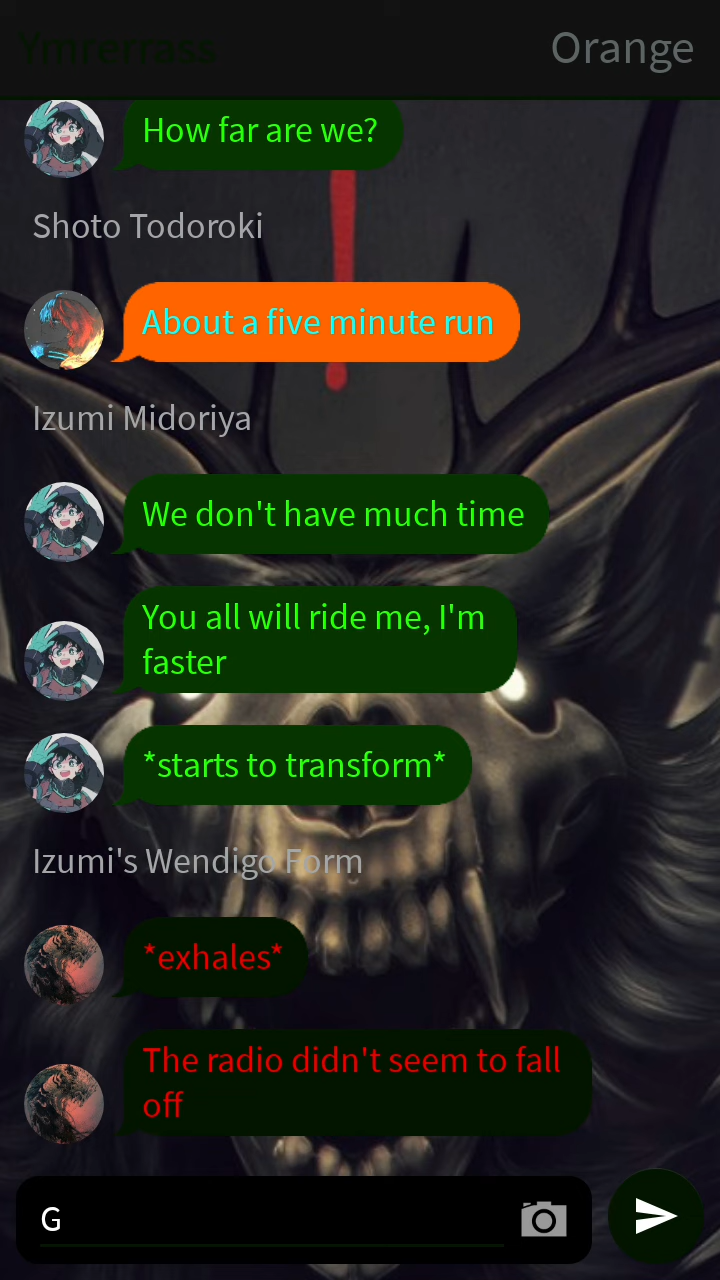 Ymrerrass
Orange
How far are we?
Shoto Todoroki
About a five minute run
Izumi Midoriya
We don't have much time
You all will ride me, I'm
faster
*starts to transform*
Izumi's Wendigo Form
*exhales*
The radio didn't seem to fall
off
G